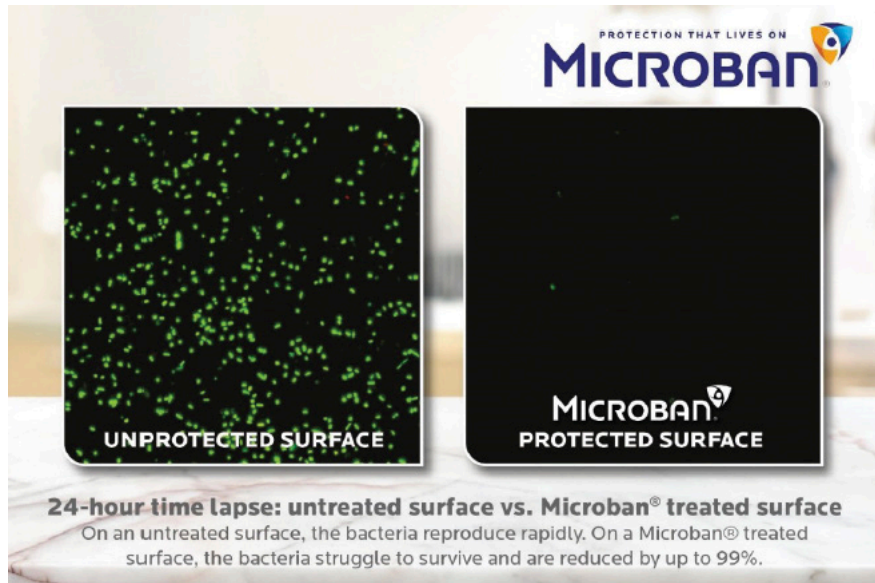 PROTECTION THAT LIVES ON
MICROBAN®
UNPROTECTED SURFACE
MICROBAN®
PROTECTED SURFACE
24-hour time lapse: untreated surface vs. Microban® treated surface
On an untreated surface, the bacteria reproduce rapidly. On a Microban® treated
surface, the bacteria struggle to survive and are reduced by up to 99%.